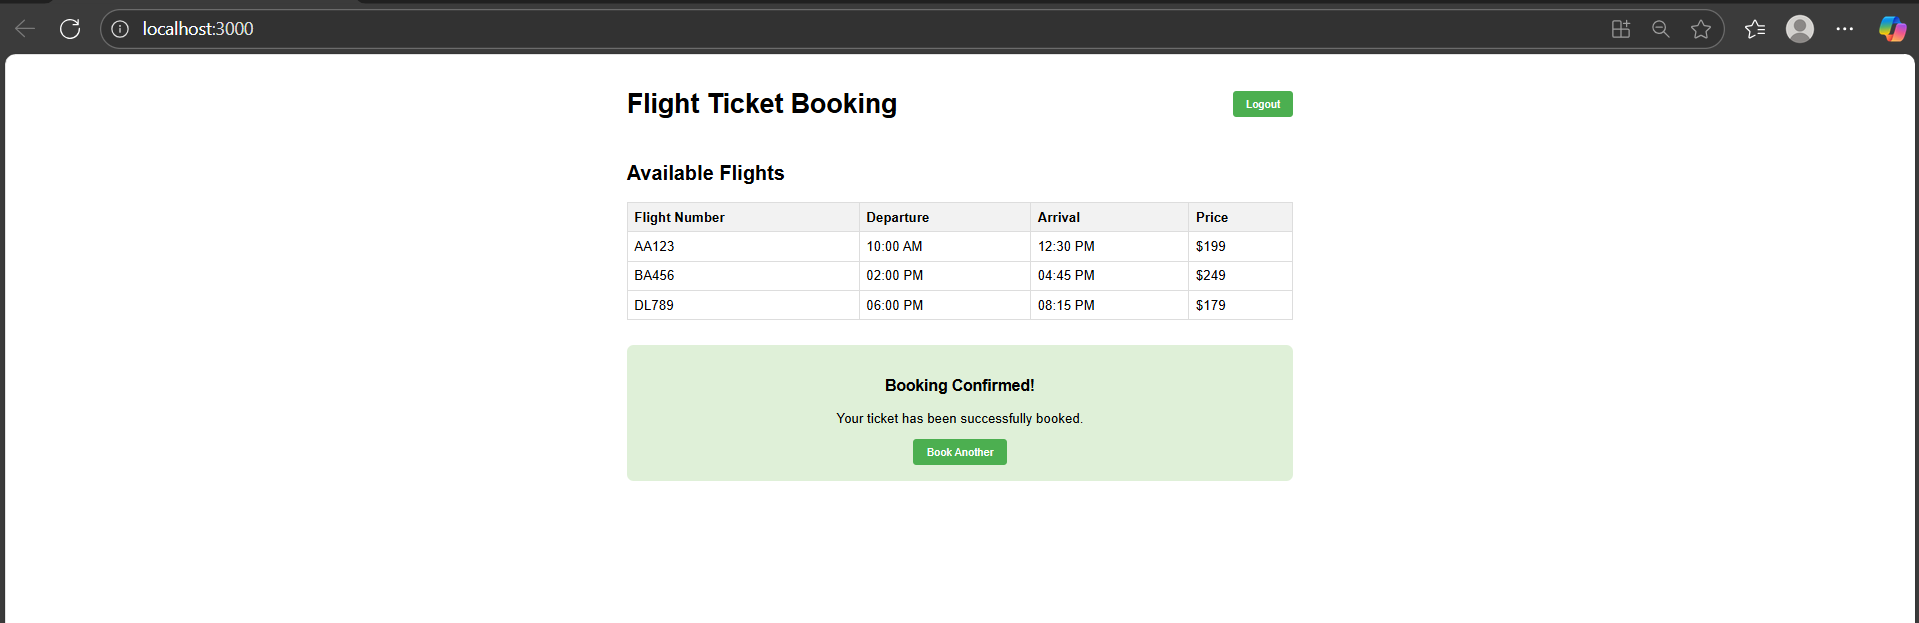 localhost:3000
Flight Ticket Booking Logout
Available Flights
Flight Number Departure Arrival Price
AA123 10:00 AM 12:30 PM $199
BA456 02:00 PM 04:45 PM $249
DL789 06:00 PM 08:15 PM $179
Booking Confirmed!
Your ticket has been successfully booked.
Book Another